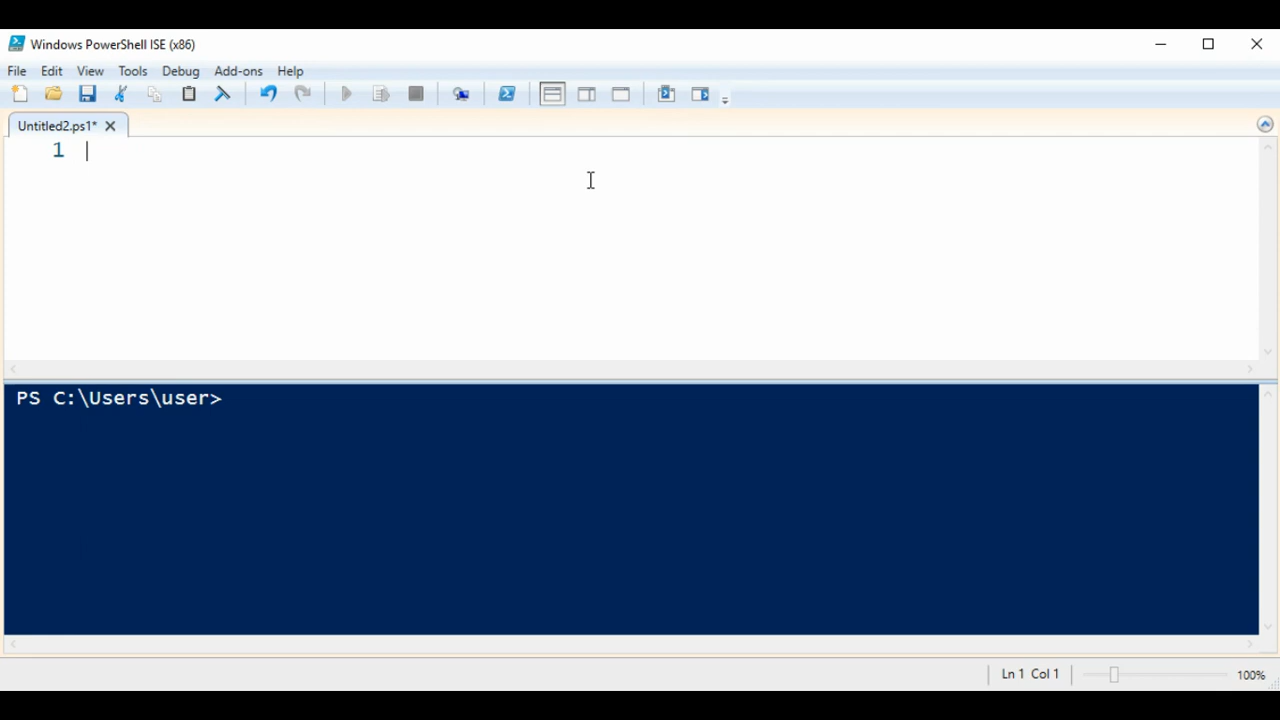 Windows PowerShell ISE (x86)
File Edit View Tools Debug Add-ons Help
Untitled2.ps1*
1
PS C:\Users\user>
Ln 1 Col 1 100%